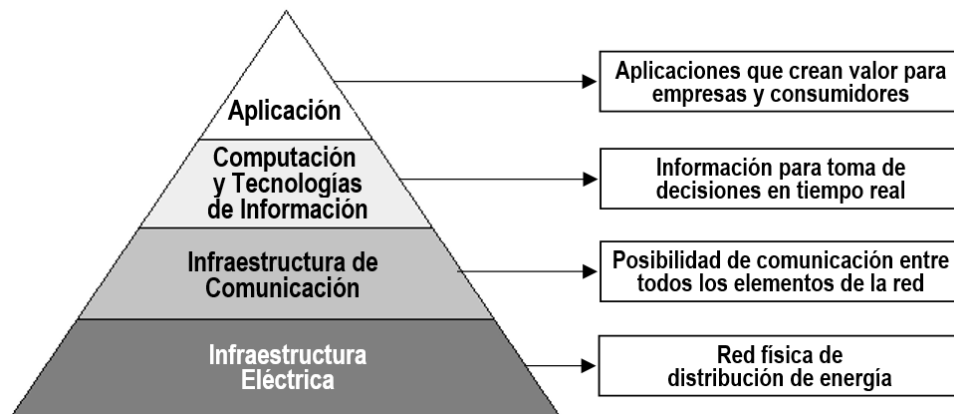 Aplicación
Aplicaciones que crean valor para
empresas y consumidores
Computación
y Tecnologías
de Información
Información para toma de
decisiones en tiempo real
Infraestructura de
Comunicación
Posibilidad de comunicación entre
todos los elementos de la red
Infraestructura
Eléctrica
Red física de
distribución de energía